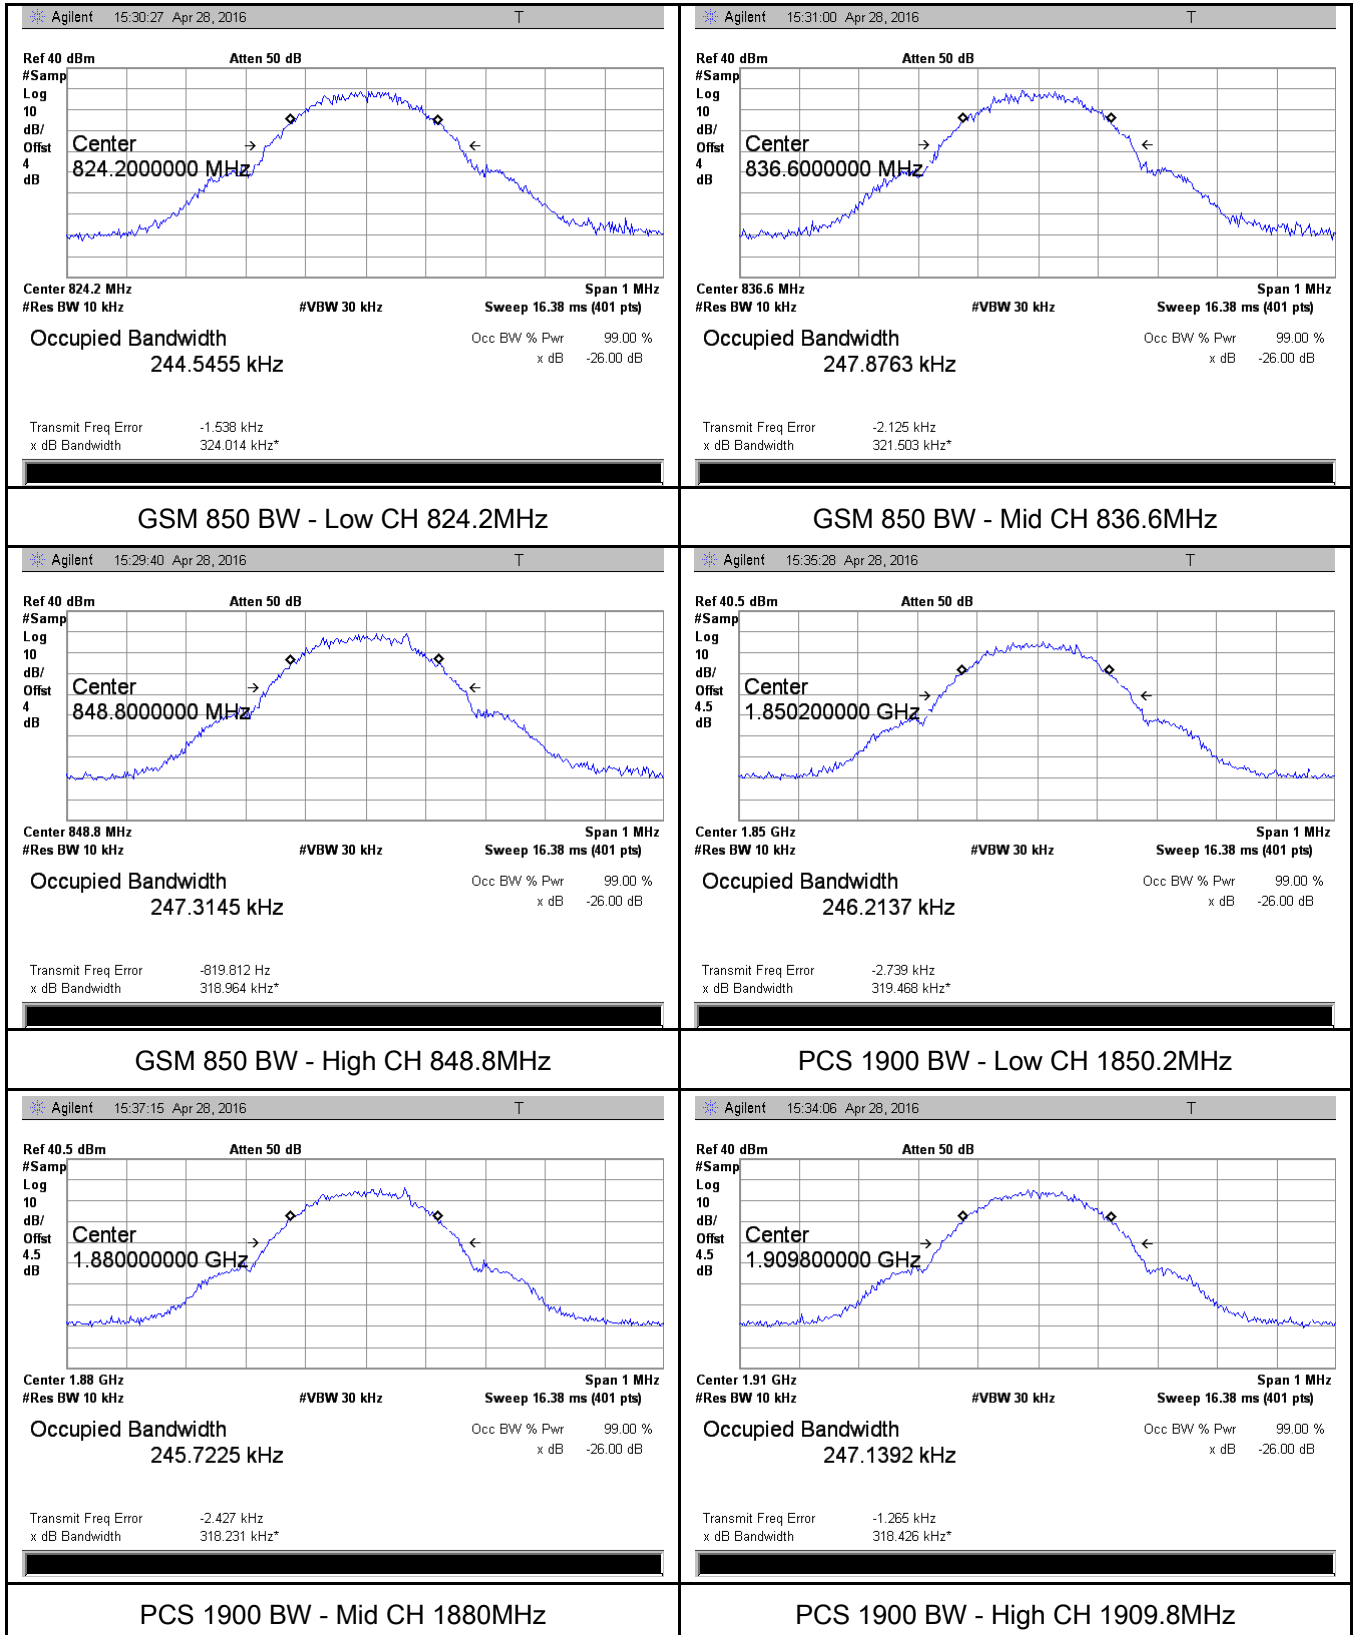 Agilent 15:30:27 Apr 28, 2016 T
Ref 40 dBm Atten 50 dB
#Samp
Log
10
dB/
Offst
4
dB
Center
824.2000000 MHz
Center 824.2 MHz Span 1 MHz
#Res BW 10 kHz #VBW 30 kHz Sweep 16.38 ms (401 pts)
Occupied Bandwidth Occ BW % Pwr 99.00 %
244.5455 kHz x dB -26.00 dB
Transmit Freq Error -1.538 kHz
x dB Bandwidth 324.014 kHz*
GSM 850 BW - Low CH 824.2MHz
Agilent 15:31:00 Apr 28, 2016 T
Ref 40 dBm Atten 50 dB
#Samp
Log
10
dB/
Offst
4
dB
Center
836.6000000 MHz
Center 836.6 MHz Span 1 MHz
#Res BW 10 kHz #VBW 30 kHz Sweep 16.38 ms (401 pts)
Occupied Bandwidth Occ BW % Pwr 99.00 %
247.8763 kHz x dB -26.00 dB
Transmit Freq Error -2.125 kHz
x dB Bandwidth 321.503 kHz*
GSM 850 BW - Mid CH 836.6MHz
Agilent 15:29:40 Apr 28, 2016 T
Ref 40 dBm Atten 50 dB
#Samp
Log
10
dB/
Offst
4
dB
Center
848.8000000 MHz
Center 848.8 MHz Span 1 MHz
#Res BW 10 kHz #VBW 30 kHz Sweep 16.38 ms (401 pts)
Occupied Bandwidth Occ BW % Pwr 99.00 %
247.3145 kHz x dB -26.00 dB
Transmit Freq Error -819.812 Hz
x dB Bandwidth 318.964 kHz*
GSM 850 BW - High CH 848.8MHz
Agilent 15:35:28 Apr 28, 2016 T
Ref 40.5 dBm Atten 50 dB
#Samp
Log
10
dB/
Offst
4.5
dB
Center
1.850200000 GHz
Center 1.85 GHz Span 1 MHz
#Res BW 10 kHz #VBW 30 kHz Sweep 16.38 ms (401 pts)
Occupied Bandwidth Occ BW % Pwr 99.00 %
246.2137 kHz x dB -26.00 dB
Transmit Freq Error -2.739 kHz
x dB Bandwidth 319.468 kHz*
PCS 1900 BW - Low CH 1850.2MHz
Agilent 15:37:15 Apr 28, 2016 T
Ref 40.5 dBm Atten 50 dB
#Samp
Log
10
dB/
Offst
4.5
dB
Center
1.880000000 GHz
Center 1.88 GHz Span 1 MHz
#Res BW 10 kHz #VBW 30 kHz Sweep 16.38 ms (401 pts)
Occupied Bandwidth Occ BW % Pwr 99.00 %
245.7225 kHz x dB -26.00 dB
Transmit Freq Error -2.427 kHz
x dB Bandwidth 318.231 kHz*
PCS 1900 BW - Mid CH 1880MHz
Agilent 15:34:06 Apr 28, 2016 T
Ref 40 dBm Atten 50 dB
#Samp
Log
10
dB/
Offst
4.5
dB
Center
1.909800000 GHz
Center 1.91 GHz Span 1 MHz
#Res BW 10 kHz #VBW 30 kHz Sweep 16.38 ms (401 pts)
Occupied Bandwidth Occ BW % Pwr 99.00 %
247.1392 kHz x dB -26.00 dB
Transmit Freq Error -1.265 kHz
x dB Bandwidth 318.426 kHz*
PCS 1900 BW - High CH 1909.8MHz